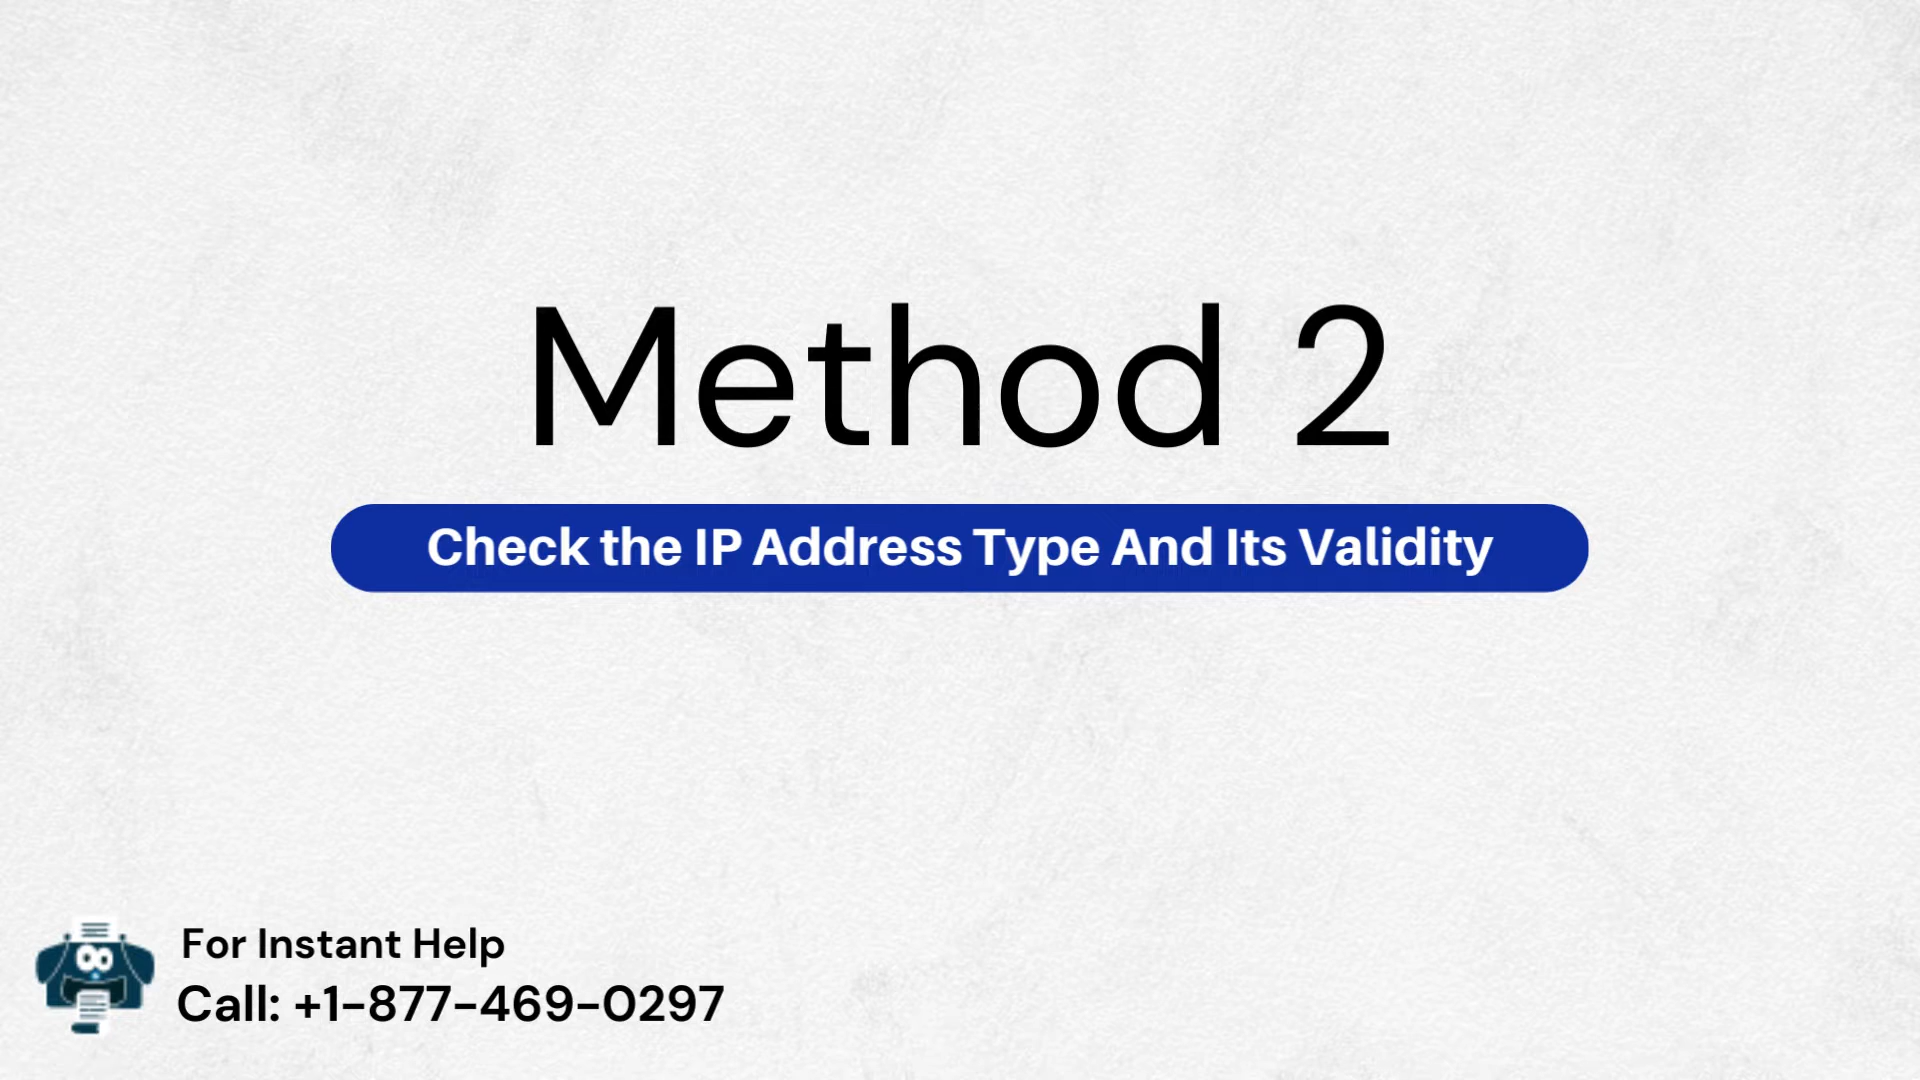 Method 2
Check the IP Address Type And Its Validity
For Instant Help
Call: +1-877-469-0297